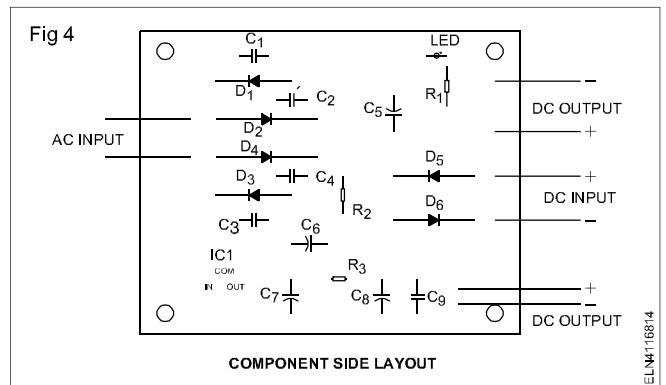 Fig 4
C1
LED
D1
R1
C2
C5
D2
DC OUTPUT
−
+
AC INPUT
D4
D5
C4
+
D3
DC INPUT
R2
D6
−
C3
C6
IC1
COM
IN OUT
R3
C7
C8
C9
+
−
DC OUTPUT
COMPONENT SIDE LAYOUT
ELN4116814